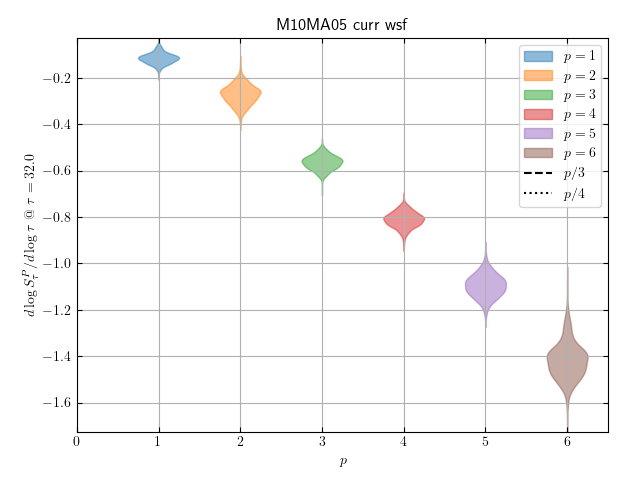 M10MA05 curr wsf
d log S_τ^P / d log τ @ τ = 32.0
−0.2
−0.4
−0.6
−0.8
−1.0
−1.2
−1.4
−1.6
0 1 2 3 4 5 6
p
p = 1
p = 2
p = 3
p = 4
p = 5
p = 6
p/3
p/4